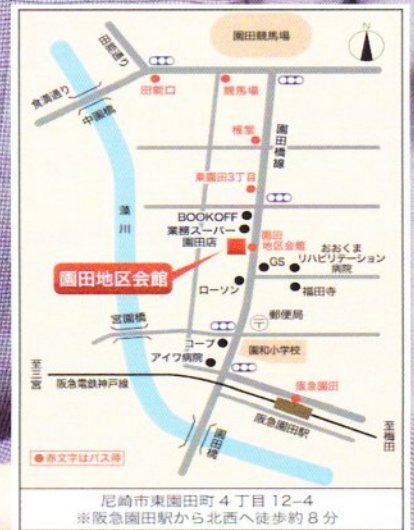 園田競馬場
N
田能通り
食満通り
中園橋
田能口
競馬場
椎堂
園田橋線
東園田3丁目
藻川
BOOKOFF
業務スーパー
園田店
園田
地区会館
おおくま
リハビリテーション
病院
GS
園田地区会館
ローソン
福田寺
宮園橋
〒
郵便局
コープ
アイワ病院
園和小学校
至三宮
阪急電鉄神戸線
阪急園田
阪急園田駅
至梅田
園田橋
●赤文字はバス停
尼崎市東園田町4丁目12-4
※阪急園田駅から北西へ徒歩約8分